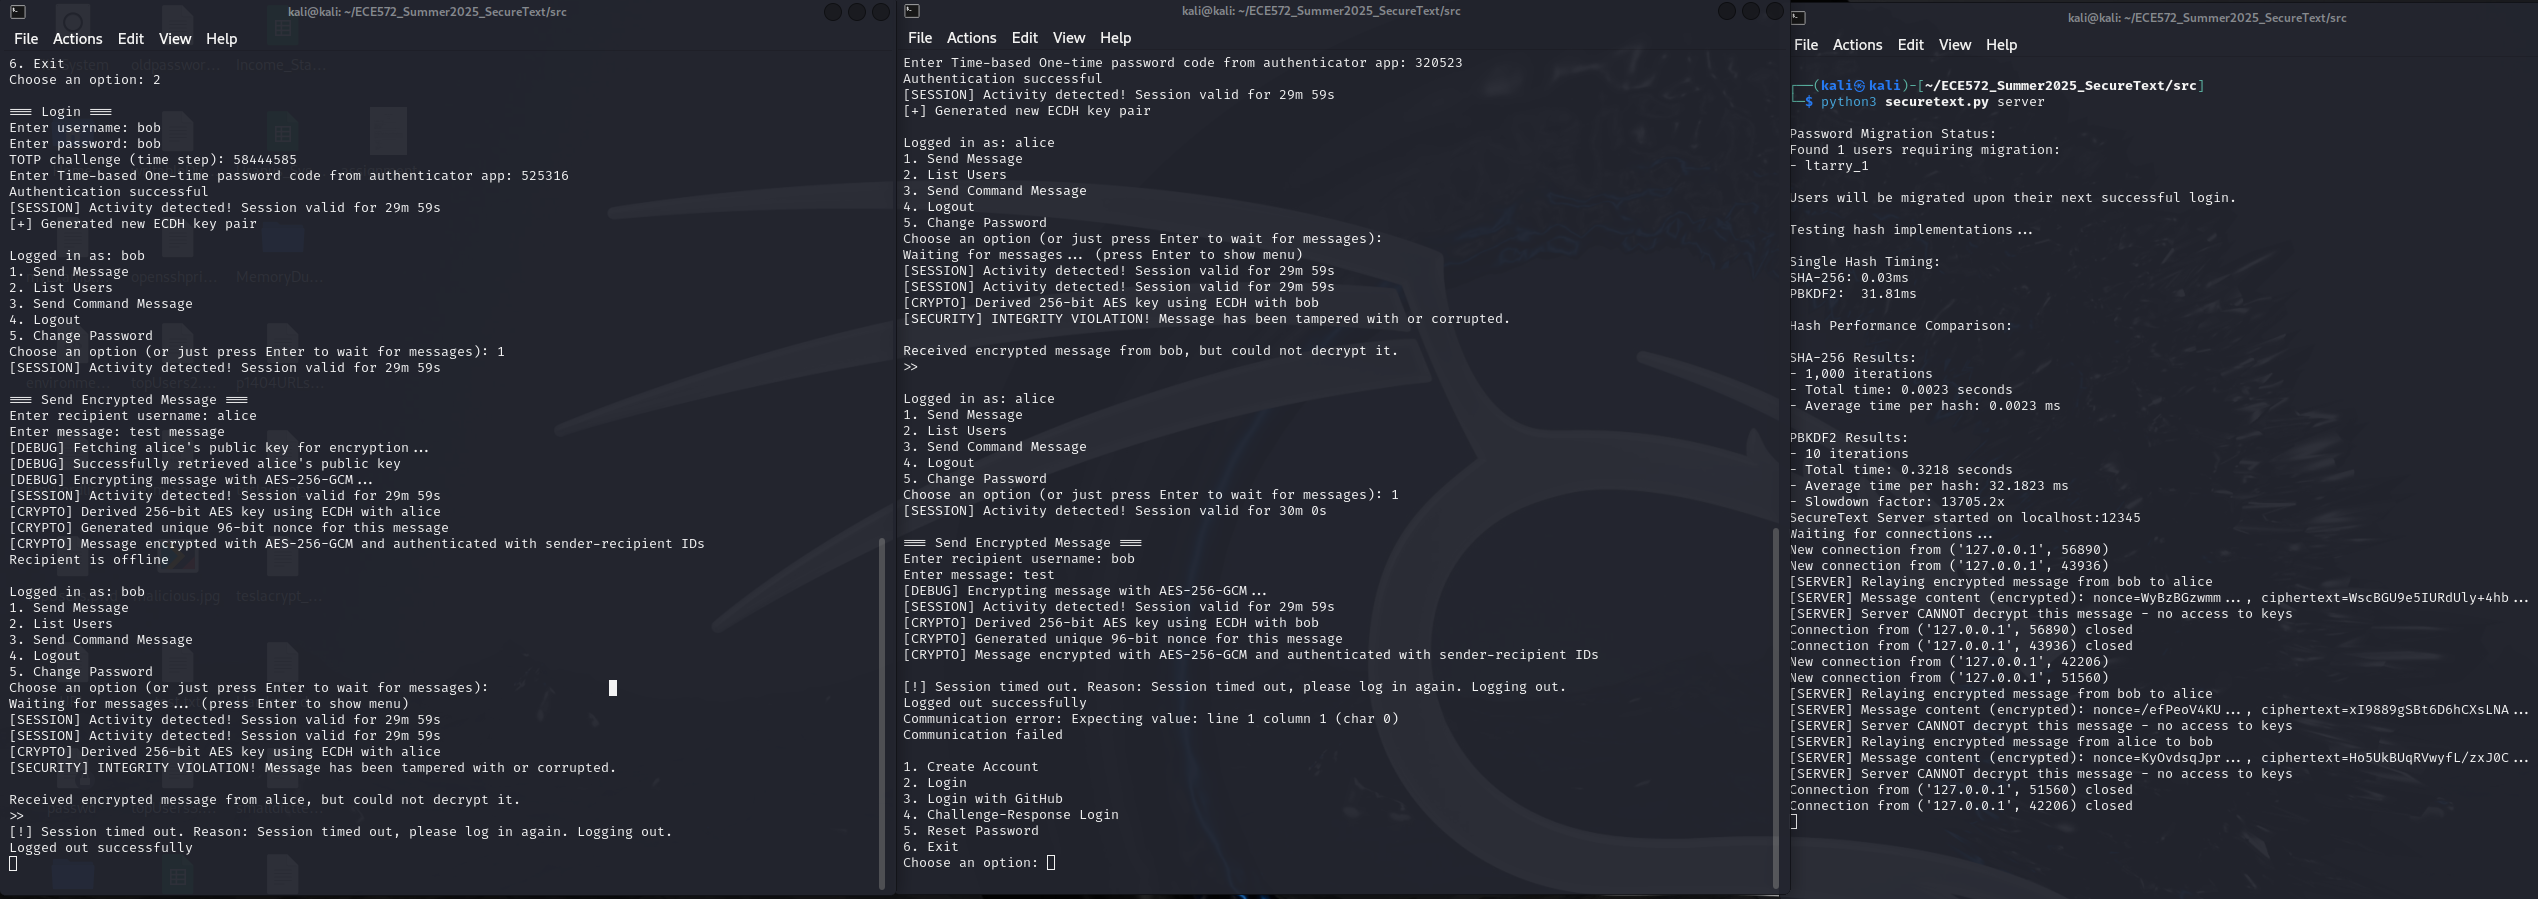 kali@kali: ~/ECE572_Summer2025_SecureText/src
File Actions Edit View Help
6. Exit
Choose an option: 2

=== Login ===
Enter username: bob
Enter password: bob
TOTP challenge (time step): 58444585
Enter Time-based One-time password code from authenticator app: 525316
Authentication successful
[SESSION] Activity detected! Session valid for 29m 59s
[+] Generated new ECDH key pair

Logged in as: bob
1. Send Message
2. List Users
3. Send Command Message
4. Logout
5. Change Password
Choose an option (or just press Enter to wait for messages): 1
[SESSION] Activity detected! Session valid for 29m 59s

=== Send Encrypted Message ===
Enter recipient username: alice
Enter message: test message
[DEBUG] Fetching alice's public key for encryption...
[DEBUG] Successfully retrieved alice's public key
[DEBUG] Encrypting message with AES-256-GCM...
[SESSION] Activity detected! Session valid for 29m 59s
[CRYPTO] Derived 256-bit AES key using ECDH with alice
[CRYPTO] Generated unique 96-bit nonce for this message
[CRYPTO] Message encrypted with AES-256-GCM and authenticated with sender-recipient IDs
Recipient is offline

Logged in as: bob
1. Send Message
2. List Users
3. Send Command Message
4. Logout
5. Change Password
Choose an option (or just press Enter to wait for messages):
Waiting for messages... (press Enter to show menu)
[SESSION] Activity detected! Session valid for 29m 59s
[SESSION] Activity detected! Session valid for 29m 59s
[CRYPTO] Derived 256-bit AES key using ECDH with alice
[SECURITY] INTEGRITY VIOLATION! Message has been tampered with or corrupted.

Received encrypted message from alice, but could not decrypt it.
>>
[!] Session timed out. Reason: Session timed out, please log in again. Logging out.
Logged out successfully

kali@kali: ~/ECE572_Summer2025_SecureText/src
File Actions Edit View Help
Enter Time-based One-time password code from authenticator app: 320523
Authentication successful
[SESSION] Activity detected! Session valid for 29m 59s
[+] Generated new ECDH key pair

Logged in as: alice
1. Send Message
2. List Users
3. Send Command Message
4. Logout
5. Change Password
Choose an option (or just press Enter to wait for messages):
Waiting for messages... (press Enter to show menu)
[SESSION] Activity detected! Session valid for 29m 59s
[SESSION] Activity detected! Session valid for 29m 59s
[CRYPTO] Derived 256-bit AES key using ECDH with bob
[SECURITY] INTEGRITY VIOLATION! Message has been tampered with or corrupted.

Received encrypted message from bob, but could not decrypt it.
>>

Logged in as: alice
1. Send Message
2. List Users
3. Send Command Message
4. Logout
5. Change Password
Choose an option (or just press Enter to wait for messages): 1
[SESSION] Activity detected! Session valid for 30m 0s

=== Send Encrypted Message ===
Enter recipient username: bob
Enter message: test
[DEBUG] Encrypting message with AES-256-GCM...
[SESSION] Activity detected! Session valid for 29m 59s
[CRYPTO] Derived 256-bit AES key using ECDH with bob
[CRYPTO] Generated unique 96-bit nonce for this message
[CRYPTO] Message encrypted with AES-256-GCM and authenticated with sender-recipient IDs

[!] Session timed out. Reason: Session timed out, please log in again. Logging out.
Logged out successfully
Communication error: Expecting value: line 1 column 1 (char 0)
Communication failed

1. Create Account
2. Login
3. Login with GitHub
4. Challenge-Response Login
5. Reset Password
6. Exit
Choose an option:

kali@kali: ~/ECE572_Summer2025_SecureText/src
File Actions Edit View Help
(kali㉿kali)-[~/ECE572_Summer2025_SecureText/src]
$ python3 securetext.py server

Password Migration Status:
Found 1 users requiring migration:
- ltarry_1

Users will be migrated upon their next successful login.

Testing hash implementations...

Single Hash Timing:
SHA-256: 0.03ms
PBKDF2:  31.81ms

Hash Performance Comparison:

SHA-256 Results:
- 1,000 iterations
- Total time: 0.0023 seconds
- Average time per hash: 0.0023 ms

PBKDF2 Results:
- 10 iterations
- Total time: 0.3218 seconds
- Average time per hash: 32.1823 ms
- Slowdown factor: 13705.2x
SecureText Server started on localhost:12345
Waiting for connections...
New connection from ('127.0.0.1', 56890)
New connection from ('127.0.0.1', 43936)
[SERVER] Relaying encrypted message from bob to alice
[SERVER] Message content (encrypted): nonce=WyBzBGzwmm..., ciphertext=WscBGU9e5IURdUly+4hb...
[SERVER] Server CANNOT decrypt this message - no access to keys
Connection from ('127.0.0.1', 56890) closed
Connection from ('127.0.0.1', 43936) closed
New connection from ('127.0.0.1', 42206)
New connection from ('127.0.0.1', 51560)
[SERVER] Relaying encrypted message from bob to alice
[SERVER] Message content (encrypted): nonce=/efPeoV4KU..., ciphertext=xI9889gSBt6D6hCXsLNA...
[SERVER] Server CANNOT decrypt this message - no access to keys
[SERVER] Relaying encrypted message from alice to bob
[SERVER] Message content (encrypted): nonce=KyOvdsqJpr..., ciphertext=Ho5UkBUqRVwyfL/zxJ0C...
[SERVER] Server CANNOT decrypt this message - no access to keys
Connection from ('127.0.0.1', 51560) closed
Connection from ('127.0.0.1', 42206) closed